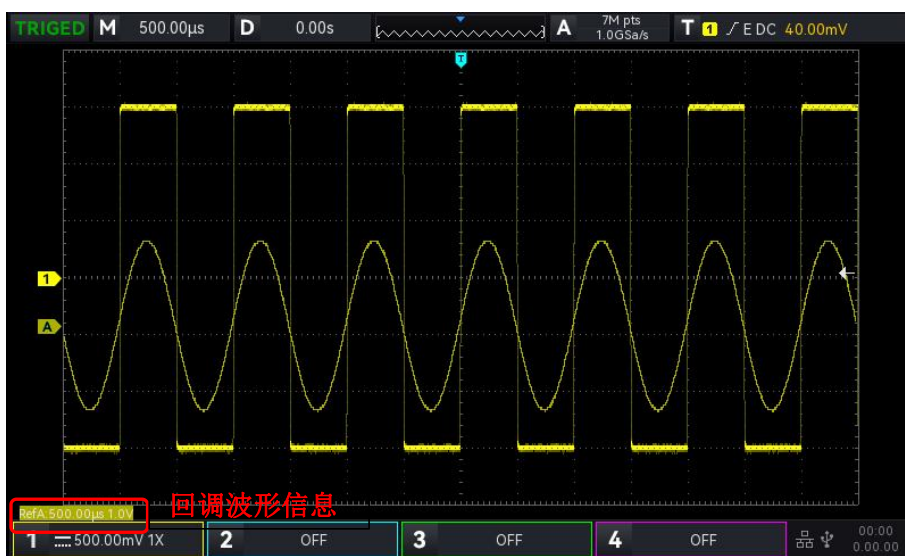 TRIGED M 500.00µs D 0.00s A 7M pts 1.0GSa/s T 1 E DC 40.00mV
T
1
A
RefA:500.00µs 1.0V
回调波形信息
1 500.00mV 1X 2 OFF 3 OFF 4 OFF 00:00
0.00.00